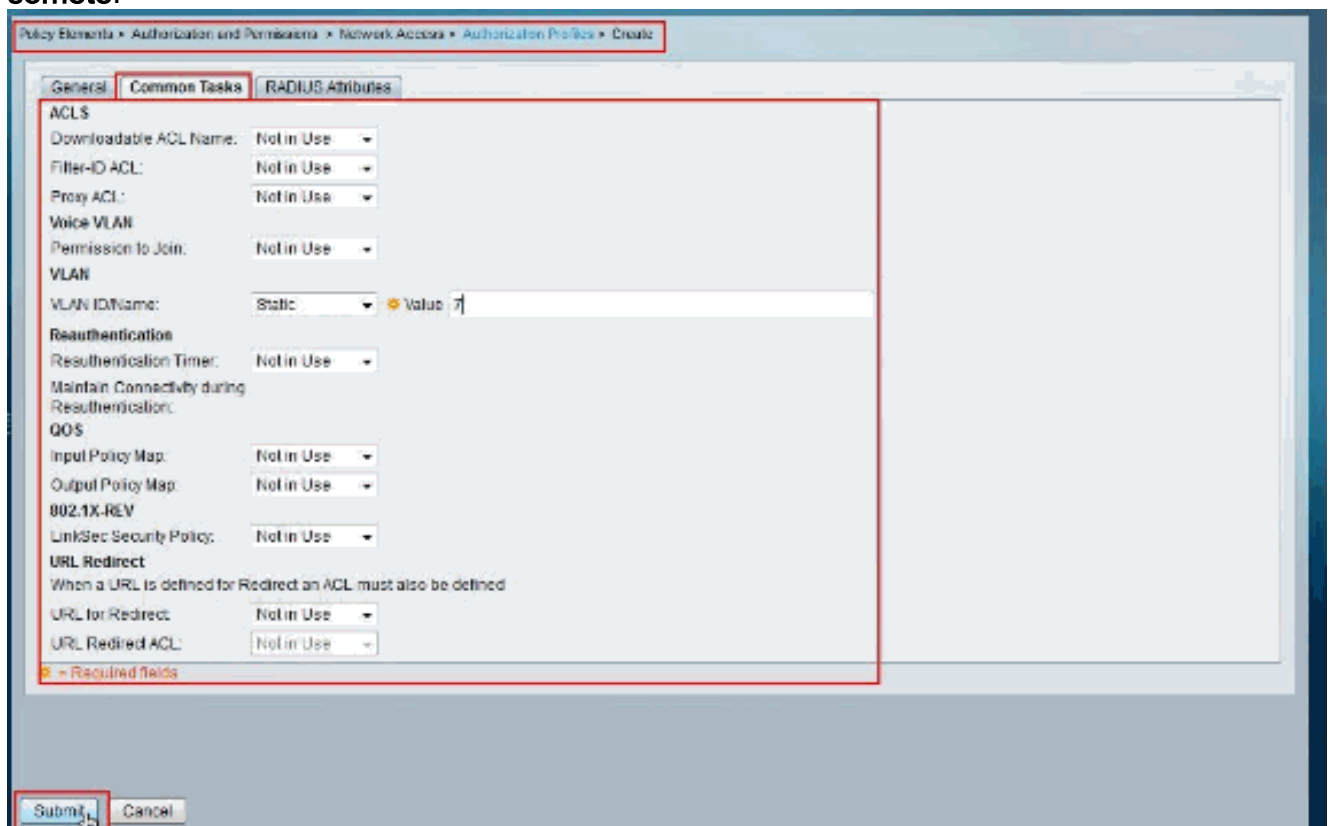 Policy Elements ▸ Authorization and Permissions ▸ Network Access ▸ Authorization Profiles ▸ Create
General Common Tasks RADIUS Attributes
ACLS
Downloadable ACL Name: Not in Use
Filter-ID ACL: Not in Use
Proxy ACL: Not in Use
Voice VLAN
Permission to Join: Not in Use
VLAN
VLAN ID/Name: Static Value 7
Reauthentication
Reauthentication Timer: Not in Use
Maintain Connectivity during
Reauthentication:
QOS
Input Policy Map: Not in Use
Output Policy Map: Not in Use
802.1X-REV
LinkSec Security Policy: Not in Use
URL Redirect
When a URL is defined for Redirect an ACL must also be defined
URL for Redirect: Not in Use
URL Redirect ACL: Not in Use
= Required fields
Submit Cancel